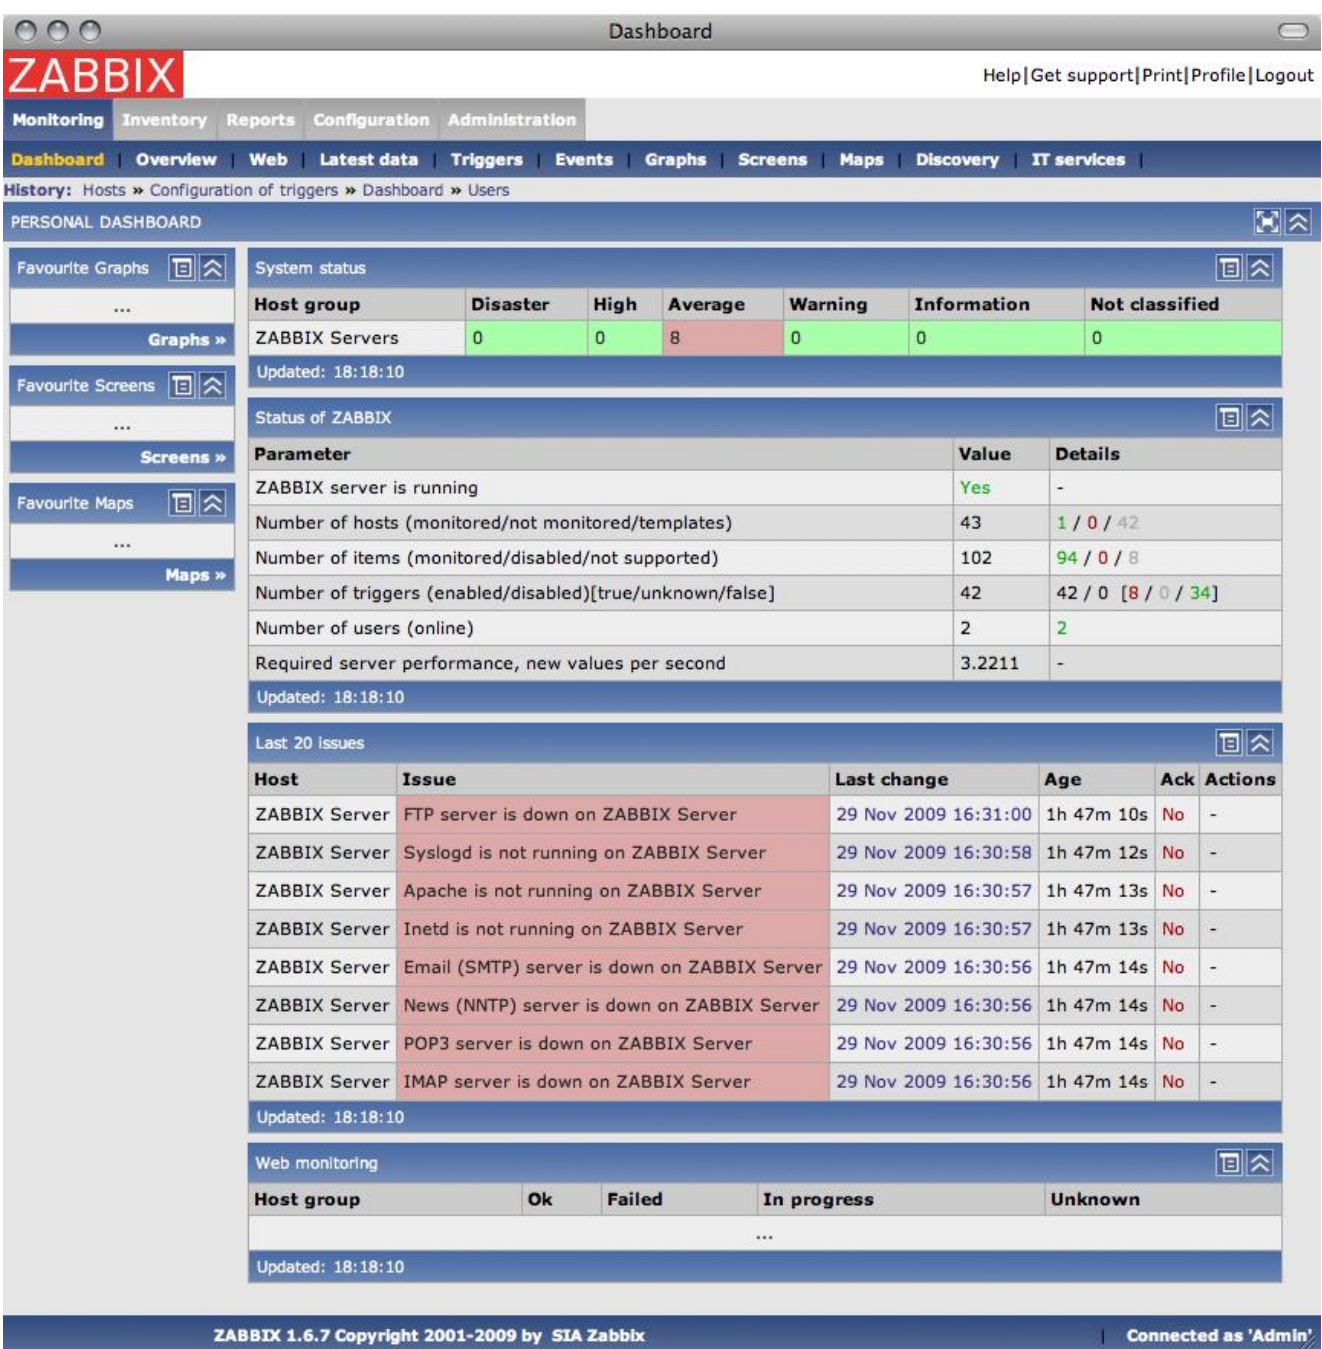 Dashboard
ZABBIX
Help|Get support|Print|Profile|Logout
Monitoring Inventory Reports Configuration Administration
Dashboard | Overview | Web | Latest data | Triggers | Events | Graphs | Screens | Maps | Discovery | IT services |
History: Hosts » Configuration of triggers » Dashboard » Users
PERSONAL DASHBOARD
Favourite Graphs
...
Graphs »
Favourite Screens
...
Screens »
Favourite Maps
...
Maps »
System status
Host group Disaster High Average Warning Information Not classified
ZABBIX Servers 0 0 8 0 0 0
Updated: 18:18:10
Status of ZABBIX
Parameter Value Details
ZABBIX server is running Yes -
Number of hosts (monitored/not monitored/templates) 43 1 / 0 / 42
Number of items (monitored/disabled/not supported) 102 94 / 0 / 8
Number of triggers (enabled/disabled)[true/unknown/false] 42 42 / 0 [8 / 0 / 34]
Number of users (online) 2 2
Required server performance, new values per second 3.2211 -
Updated: 18:18:10
Last 20 issues
Host Issue Last change Age Ack Actions
ZABBIX Server FTP server is down on ZABBIX Server 29 Nov 2009 16:31:00 1h 47m 10s No -
ZABBIX Server Syslogd is not running on ZABBIX Server 29 Nov 2009 16:30:58 1h 47m 12s No -
ZABBIX Server Apache is not running on ZABBIX Server 29 Nov 2009 16:30:57 1h 47m 13s No -
ZABBIX Server Inetd is not running on ZABBIX Server 29 Nov 2009 16:30:57 1h 47m 13s No -
ZABBIX Server Email (SMTP) server is down on ZABBIX Server 29 Nov 2009 16:30:56 1h 47m 14s No -
ZABBIX Server News (NNTP) server is down on ZABBIX Server 29 Nov 2009 16:30:56 1h 47m 14s No -
ZABBIX Server POP3 server is down on ZABBIX Server 29 Nov 2009 16:30:56 1h 47m 14s No -
ZABBIX Server IMAP server is down on ZABBIX Server 29 Nov 2009 16:30:56 1h 47m 14s No -
Updated: 18:18:10
Web monitoring
Host group Ok Failed In progress Unknown
...
Updated: 18:18:10
ZABBIX 1.6.7 Copyright 2001-2009 by SIA Zabbix | Connected as 'Admin'